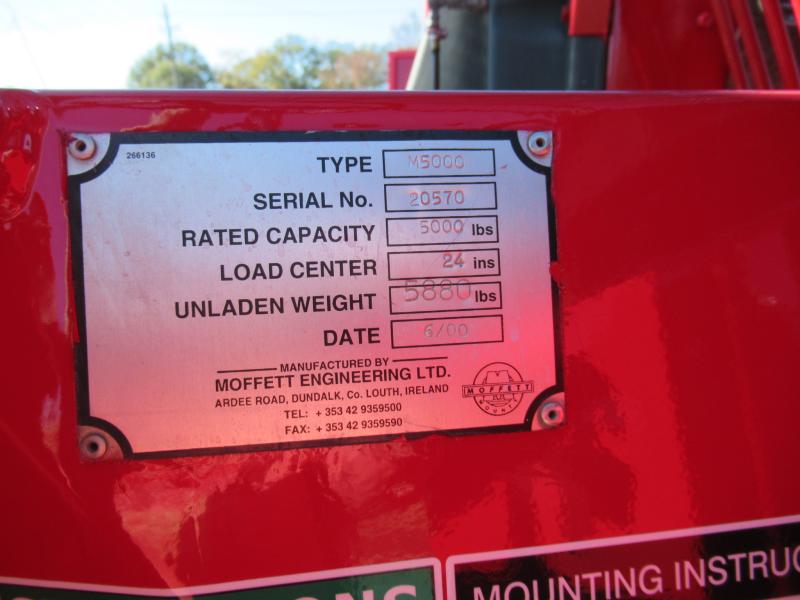 266136
TYPE M5000
SERIAL No. 20570
RATED CAPACITY 5000 lbs
LOAD CENTER 24 ins
UNLADEN WEIGHT 5880 lbs
DATE 6/00
MANUFACTURED BY
MOFFETT ENGINEERING LTD.
ARDEE ROAD, DUNDALK, Co. LOUTH, IRELAND
TEL: + 353 42 9359500
FAX: + 353 42 9359590
MOFFETT
MOUNTY
MOUNTING INSTRUC